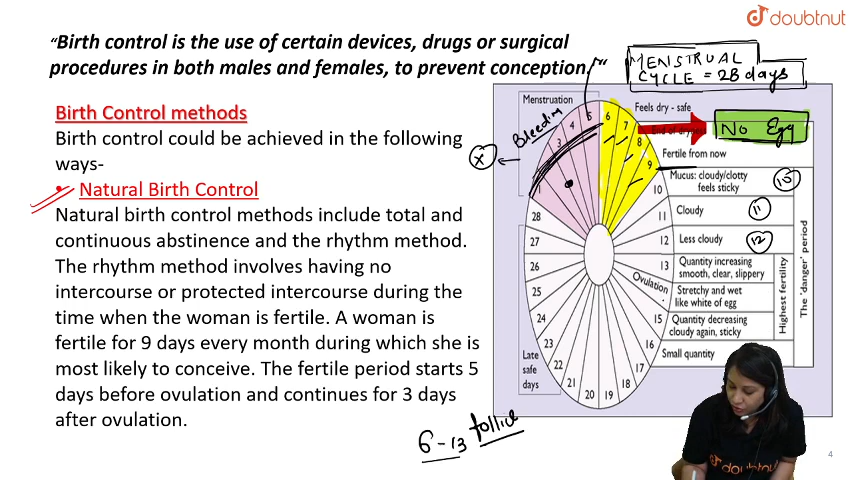 doubtnut
“Birth control is the use of certain devices, drugs or surgical
procedures in both males and females, to prevent conception.”
MENSTRUAL
CYCLE = 28 days
Birth Control methods
Birth control could be achieved in the following
ways-
• Natural Birth Control
Natural birth control methods include total and
continuous abstinence and the rhythm method.
The rhythm method involves having no
intercourse or protected intercourse during the
time when the woman is fertile. A woman is
fertile for 9 days every month during which she is
most likely to conceive. The fertile period starts 5
days before ovulation and continues for 3 days
after ovulation.
Menstruation
Bleeding
X
Feels dry - safe
No Egg
Fertile from now
Mucus: cloudy/clotty
feels sticky
10
Cloudy
11
Less cloudy
12
Quantity increasing
smooth, clear, slippery
Stretchy and wet
like white of egg
Quantity decreasing
cloudy again, sticky
Small quantity
Highest fertility
The 'danger' period
Ovulation
Late
safe
days
1
3
4
5
6
7
8
9
10
11
12
13
15
16
17
18
19
20
21
22
23
24
25
26
27
28
6-13
doubtnut
4